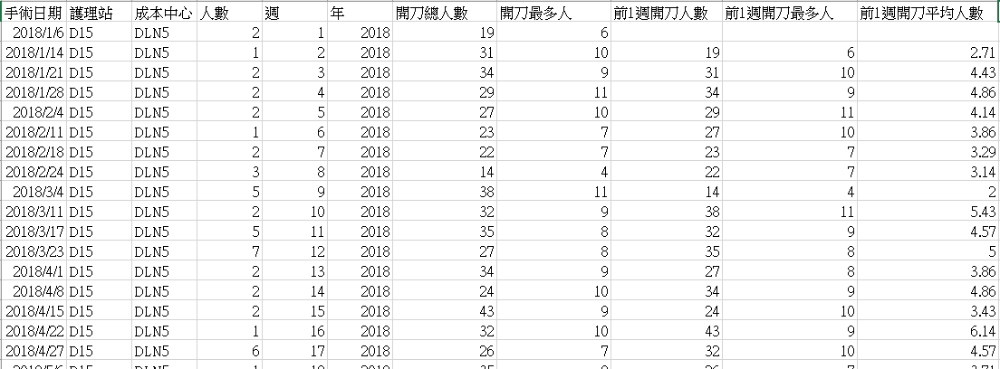 手術日期 護理站 成本中心 人數 週 年 開刀總人數 開刀最多人 前1週開刀人數 前1週開刀最多人 前1週開刀平均人數
2018/1/6 D15 DLN5 2 1 2018 19 6
2018/1/14 D15 DLN5 1 2 2018 31 10 19 6 2.71
2018/1/21 D15 DLN5 2 3 2018 34 9 31 10 4.43
2018/1/28 D15 DLN5 2 4 2018 29 11 34 9 4.86
2018/2/4 D15 DLN5 2 5 2018 27 10 29 11 4.14
2018/2/11 D15 DLN5 1 6 2018 23 7 27 10 3.86
2018/2/18 D15 DLN5 2 7 2018 22 7 23 7 3.29
2018/2/24 D15 DLN5 3 8 2018 14 4 22 7 3.14
2018/3/4 D15 DLN5 5 9 2018 38 11 14 4 2
2018/3/11 D15 DLN5 2 10 2018 32 9 38 11 5.43
2018/3/17 D15 DLN5 5 11 2018 35 8 32 9 4.57
2018/3/23 D15 DLN5 7 12 2018 27 8 35 8 5
2018/4/1 D15 DLN5 2 13 2018 34 9 27 8 3.86
2018/4/8 D15 DLN5 2 14 2018 24 10 34 9 4.86
2018/4/15 D15 DLN5 2 15 2018 43 9 24 10 3.43
2018/4/22 D15 DLN5 1 16 2018 32 10 43 9 6.14
2018/4/27 D15 DLN5 6 17 2018 26 7 32 10 4.57